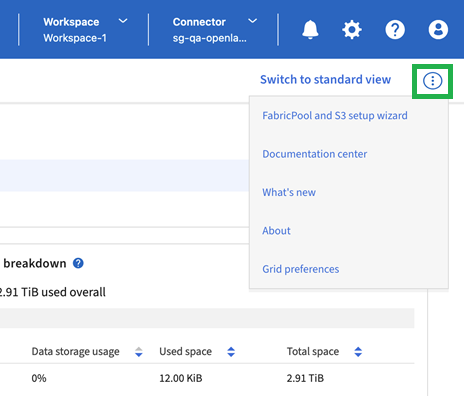 Workspace
Workspace-1
Connector
sg-qa-openla...
Switch to standard view
FabricPool and S3 setup wizard
Documentation center
What's new
About
Grid preferences
breakdown
2.91 TiB used overall
Data storage usage
Used space
Total space
0%
12.00 KiB
2.91 TiB